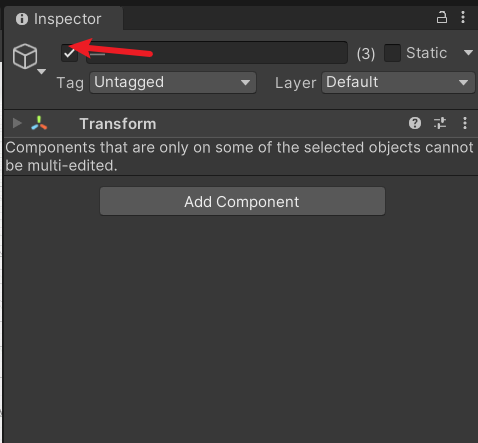 Inspector
— (3) Static
Tag Untagged Layer Default
Transform
Components that are only on some of the selected objects cannot
be multi-edited.
Add Component